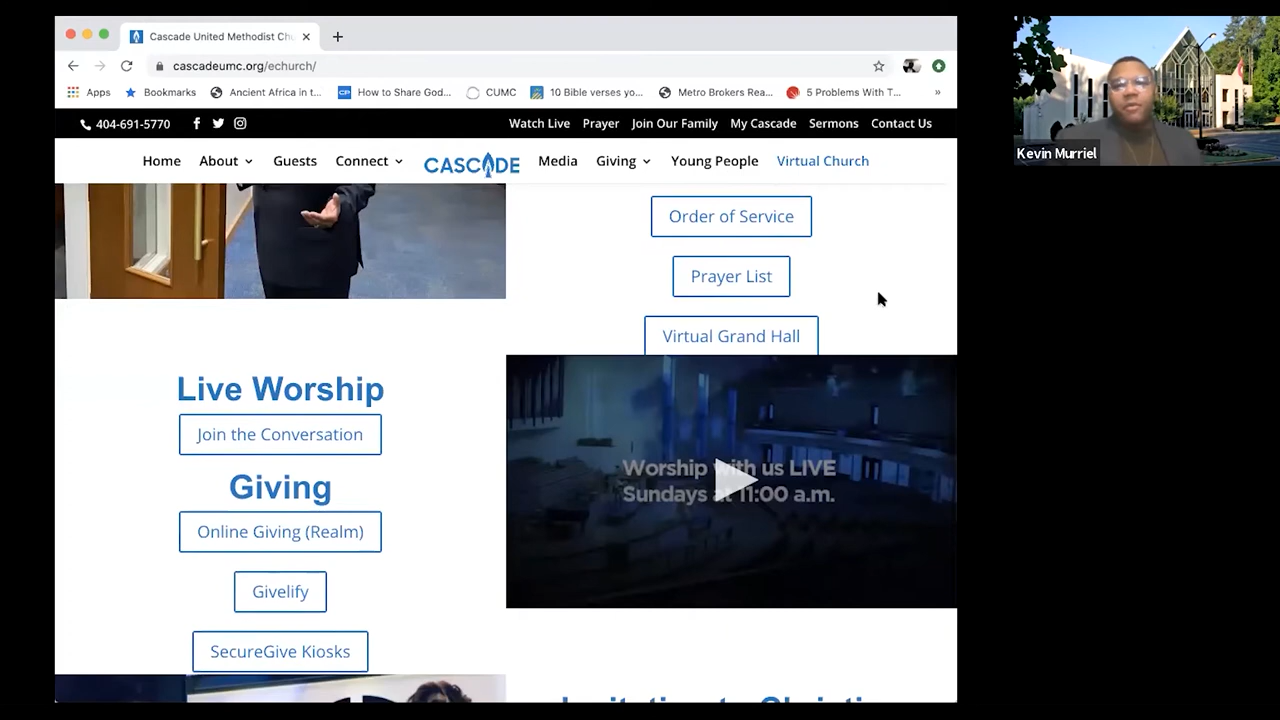 Cascade United Methodist Chu
cascadeumc.org/echurch/
Apps Bookmarks Ancient Africa in t... How to Share God... CUMC 10 Bible verses yo... Metro Brokers Rea... 5 Problems With T... »
404-691-5770 Watch Live Prayer Join Our Family My Cascade Sermons Contact Us
Home About Guests Connect CASCADE Media Giving Young People Virtual Church
Kevin Murriel
Order of Service
Prayer List
Virtual Grand Hall
Live Worship
Join the Conversation
Giving
Online Giving (Realm)
Givelify
SecureGive Kiosks
Worship with us LIVE
Sundays at 11:00 a.m.
Invitation to Christi